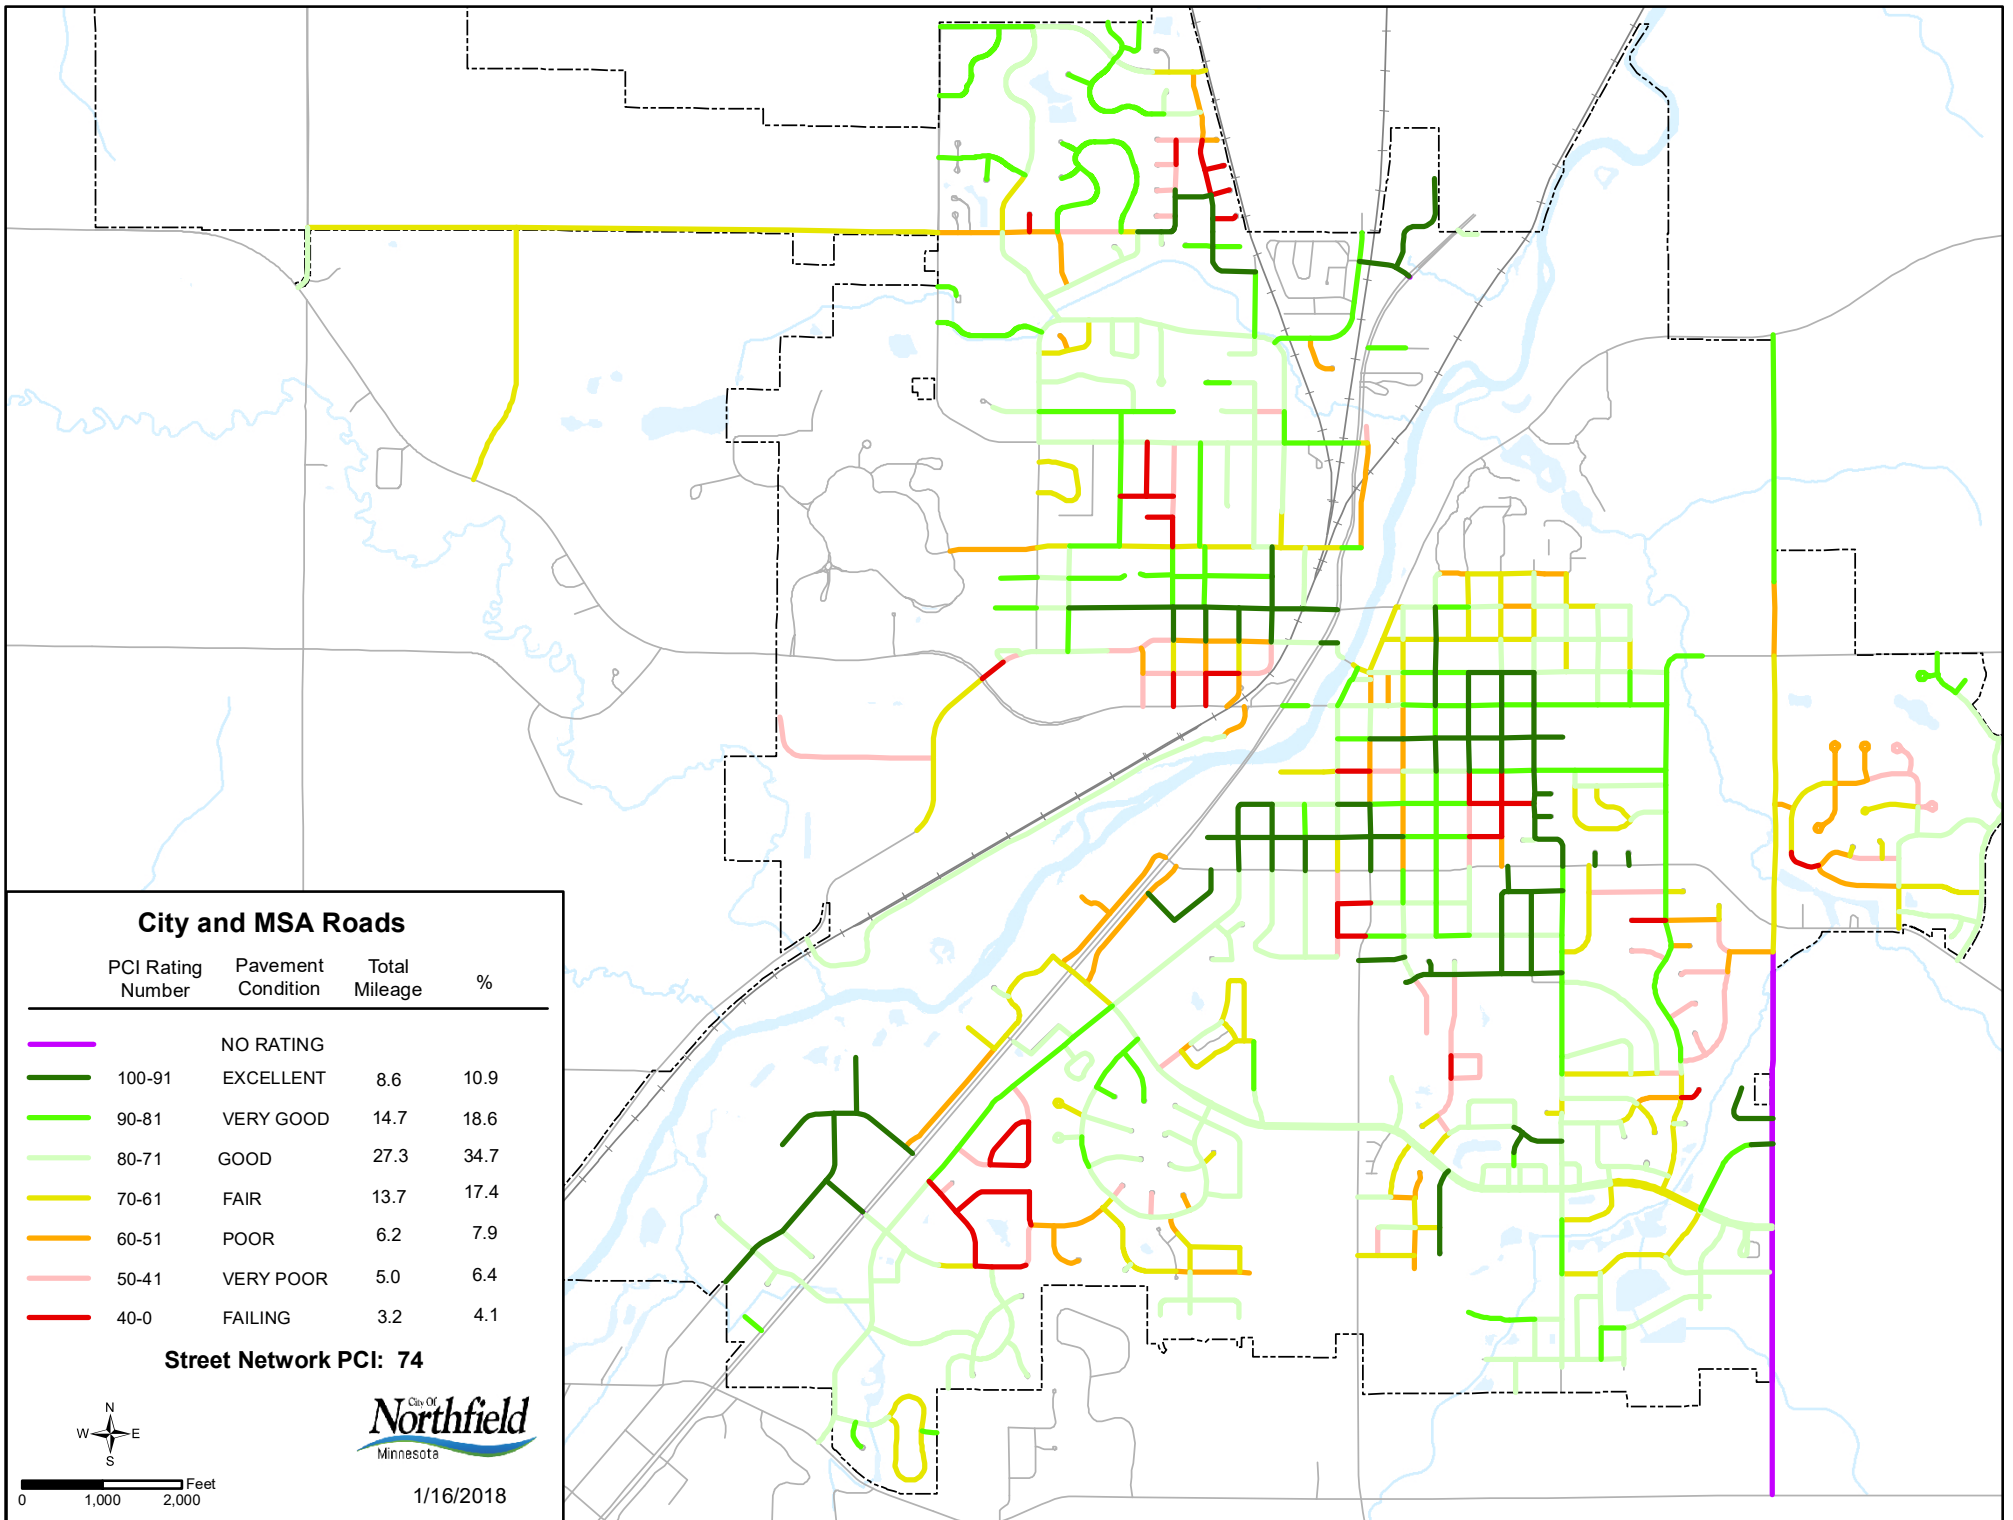 City and MSA Roads
PCI Rating Number Pavement Condition Total Mileage %
NO RATING
100-91 EXCELLENT 8.6 10.9
90-81 VERY GOOD 14.7 18.6
80-71 GOOD 27.3 34.7
70-61 FAIR 13.7 17.4
60-51 POOR 6.2 7.9
50-41 VERY POOR 5.0 6.4
40-0 FAILING 3.2 4.1
Street Network PCI: 74
N
W E
S
City Of
Northfield
Minnesota
Feet
0 1,000 2,000
1/16/2018